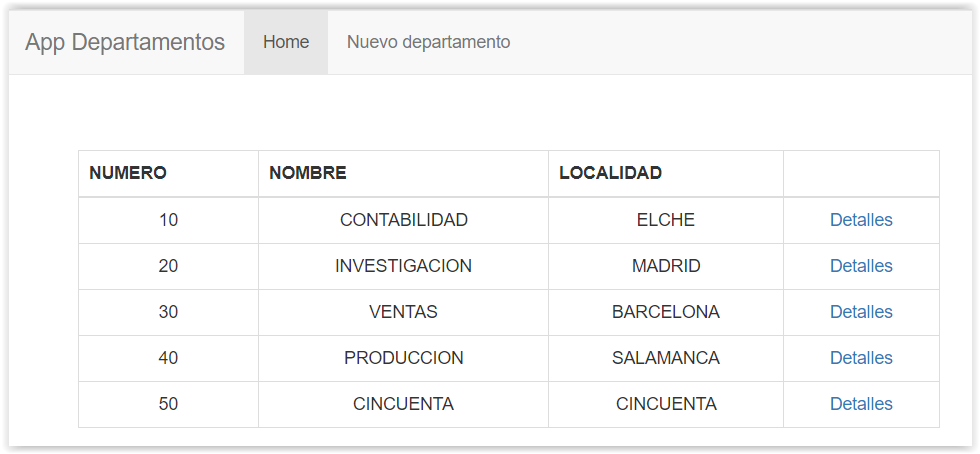 App Departamentos Home Nuevo departamento
NUMERO NOMBRE LOCALIDAD
10 CONTABILIDAD ELCHE Detalles
20 INVESTIGACION MADRID Detalles
30 VENTAS BARCELONA Detalles
40 PRODUCCION SALAMANCA Detalles
50 CINCUENTA CINCUENTA Detalles